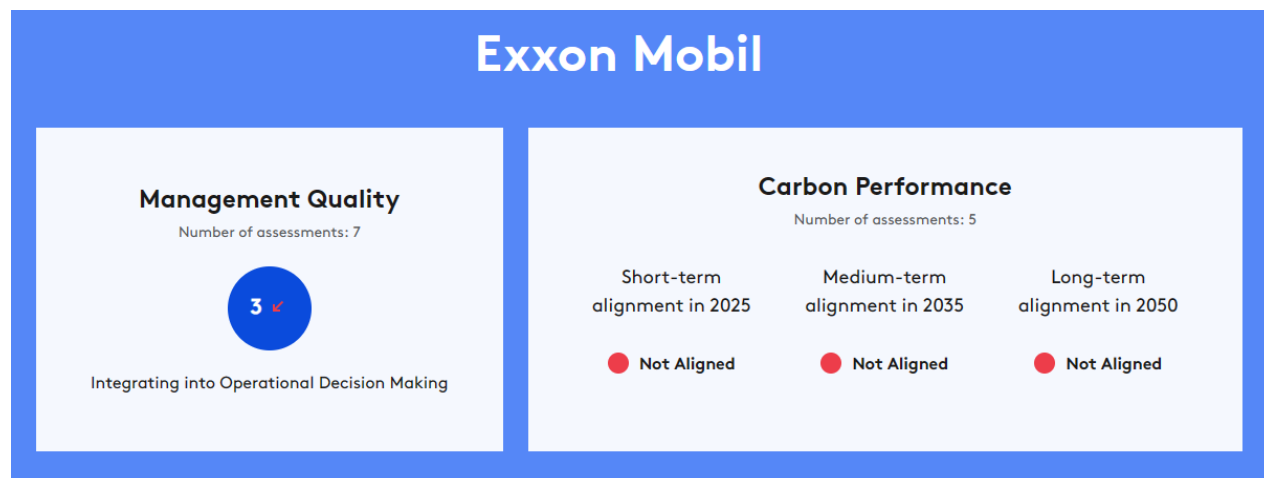 Exxon Mobil
Management Quality
Number of assessments: 7
3
Integrating into Operational Decision Making
Carbon Performance
Number of assessments: 5
Short-term
alignment in 2025
Not Aligned
Medium-term
alignment in 2035
Not Aligned
Long-term
alignment in 2050
Not Aligned